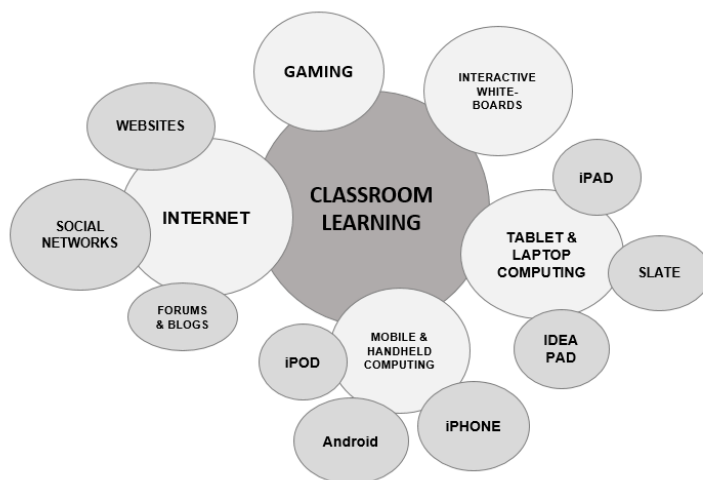 GAMING
INTERACTIVE
WHITE-
BOARDS
WEBSITES
CLASSROOM
LEARNING
iPAD
INTERNET
SOCIAL
NETWORKS
TABLET &
LAPTOP
COMPUTING
SLATE
FORUMS
& BLOGS
MOBILE &
HANDHELD
COMPUTING
iPOD
IDEA
PAD
Android
iPHONE